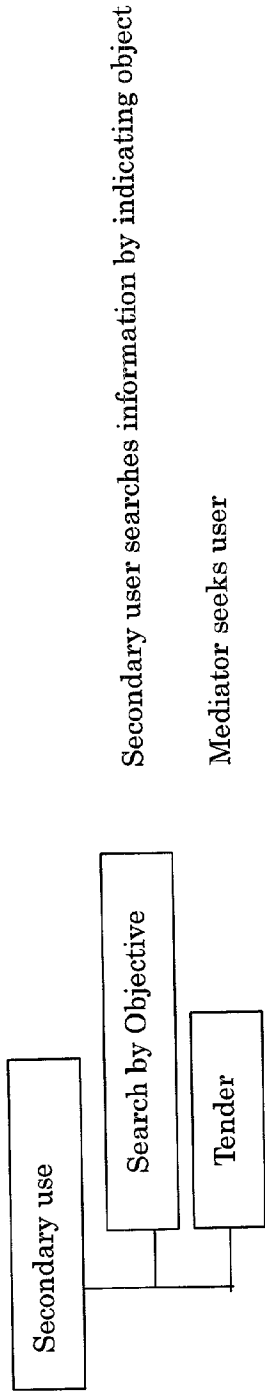 Secondary use
Search by Objective
Secondary user searches information by indicating object
Tender
Mediator seeks user